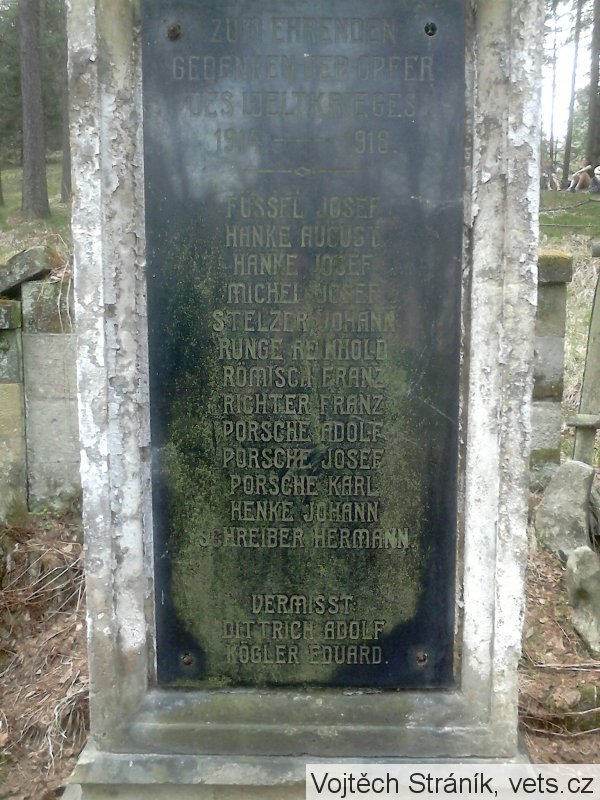 ZUM EHRENDEN
GEDENKEN DER OPFER
DES WELTKRIEGES
1914 — 1918.
FÜSSEL JOSEF
HANKE AUGUST
HANKE JOSEF
MICHEL JOSEF
STELZER JOHANN
RUNGE REINHOLD
RÖMISCH FRANZ
RICHTER FRANZ
PORSCHE ADOLF
PORSCHE JOSEF
PORSCHE KARL
HENKE JOHANN
SCHREIBER HERMANN.
VERMISST:
DITTRICH ADOLF
KÖGLER EDUARD.
Vojtěch Stráník, vets.cz